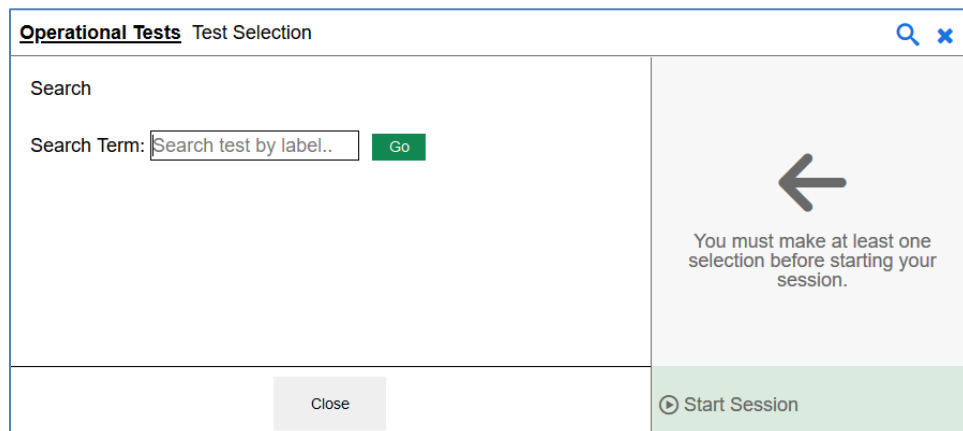 Operational Tests Test Selection
Search
Search Term: Search test by label.. Go
You must make at least one
selection before starting your
session.
Close
Start Session